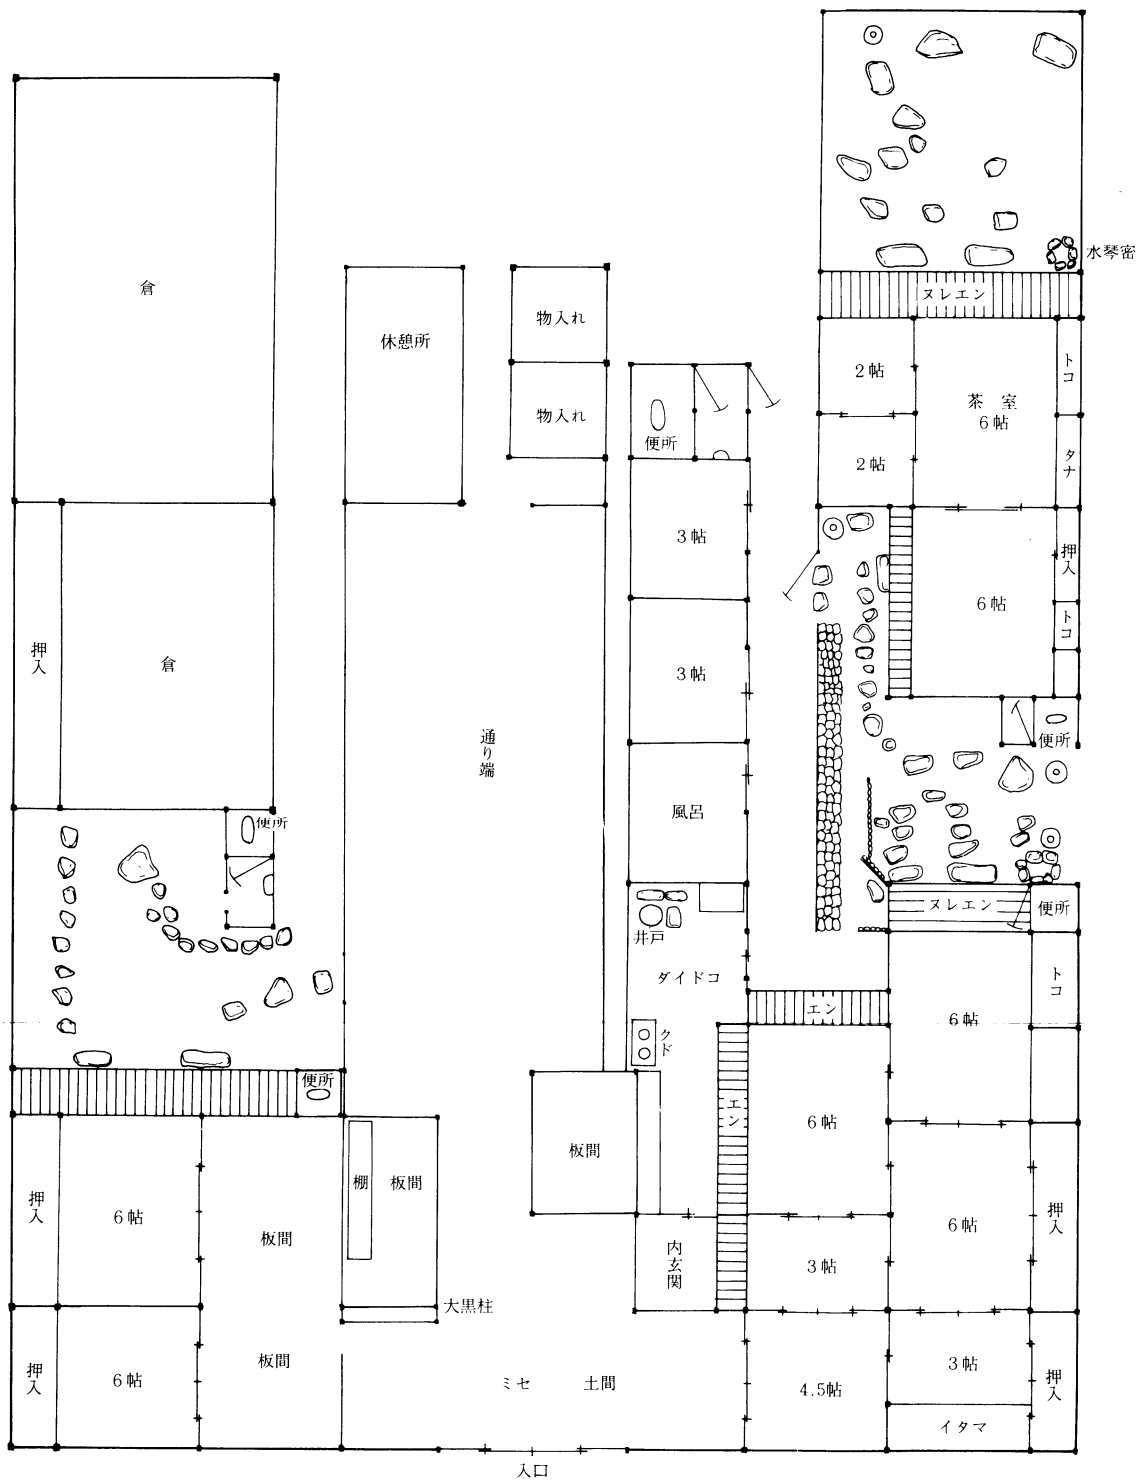 水琴密
ヌレエン
倉
休憩所
物入れ
物入れ
2帖
茶室
6帖
トコ
便所
2帖
タナ
3帖
押入
6帖
トコ
押入
倉
3帖
通り端
便所
便所
風呂
ヌレエン
便所
井戸
ダイドコ
トコ
エン
6帖
クド
便所
エン
板間
6帖
棚
板間
押入
6帖
板間
6帖
押入
内玄関
3帖
大黒柱
板間
押入
6帖
ミセ
土間
4.5帖
3帖
押入
イタマ
入口